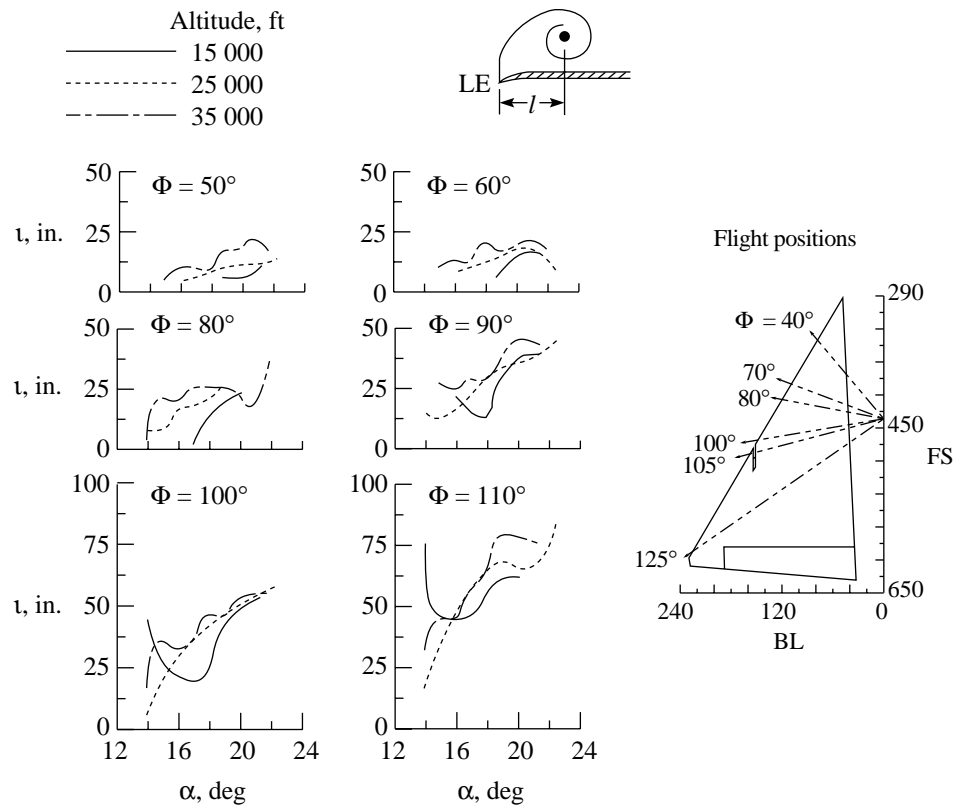 Altitude, ft
15 000
25 000
35 000
LE
l
50
25
0
ι, in.
Φ = 50°
50
25
0
Φ = 60°
50
25
0
ι, in.
Φ = 80°
50
25
0
Φ = 90°
100
75
50
25
0
ι, in.
Φ = 100°
12
16
20
24
α, deg
100
75
50
25
0
Φ = 110°
12
16
20
24
α, deg
Flight positions
Φ = 40°
70°
80°
100°
105°
125°
290
450
FS
650
240
120
0
BL